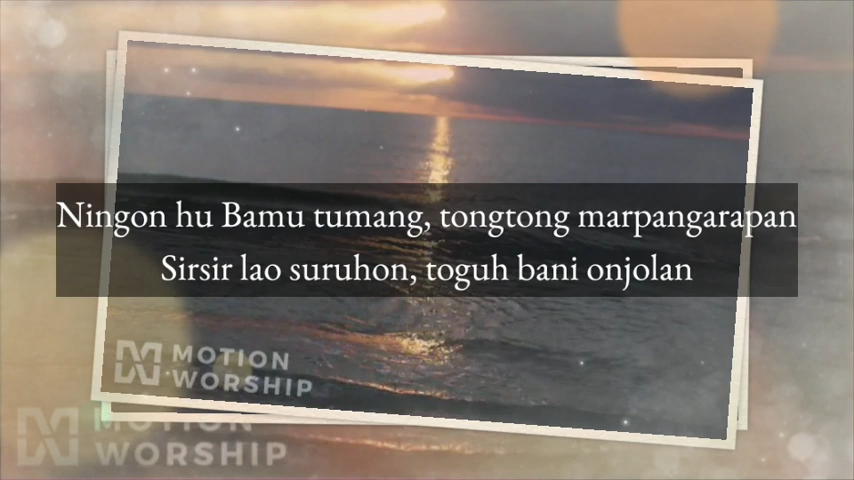 Ningon hu Bamu tumang, tongtong marpangarapan
Sirsir lao suruhon, toguh bani onjolan
MOTION
WORSHIP
MOTION
WORSHIP